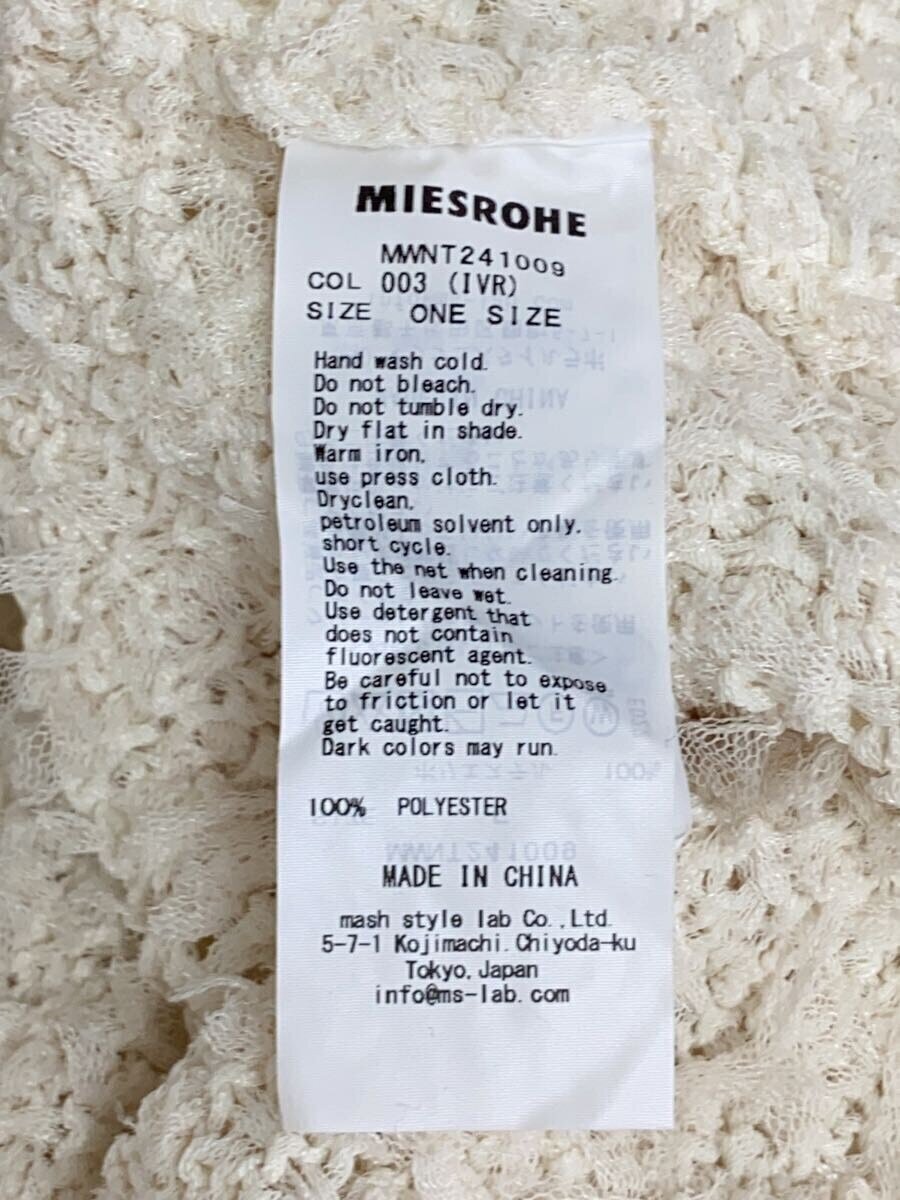 MIESROHE
MWNT241009
COL 003 (IVR)
SIZE ONE SIZE
Hand wash cold.
Do not bleach.
Do not tumble dry.
Dry flat in shade.
Warm iron,
use press cloth.
Dryclean,
petroleum solvent only.
short cycle.
Use the net when cleaning.
Do not leave wet.
Use detergent that
does not contain
fluorescent agent.
Be careful not to expose
to friction or let it
get caught.
Dark colors may run.
100% POLYESTER
MADE IN CHINA
mash style lab Co.,Ltd.
5-7-1 Kojimachi.Chiyoda-ku
Tokyo,Japan
info@ms-lab.com